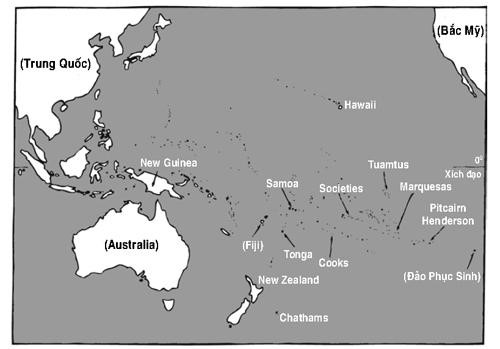 (Bắc Mỹ)
(Trung Quốc)
Hawaii
New Guinea
Tuamtus
0°
0°
Xích đạo
Samoa
Societies
Marquesas
Pitcairn
Henderson
(Australia)
(Fiji)
Tonga
Cooks
(Đảo Phục Sinh)
New Zealand
Chathams